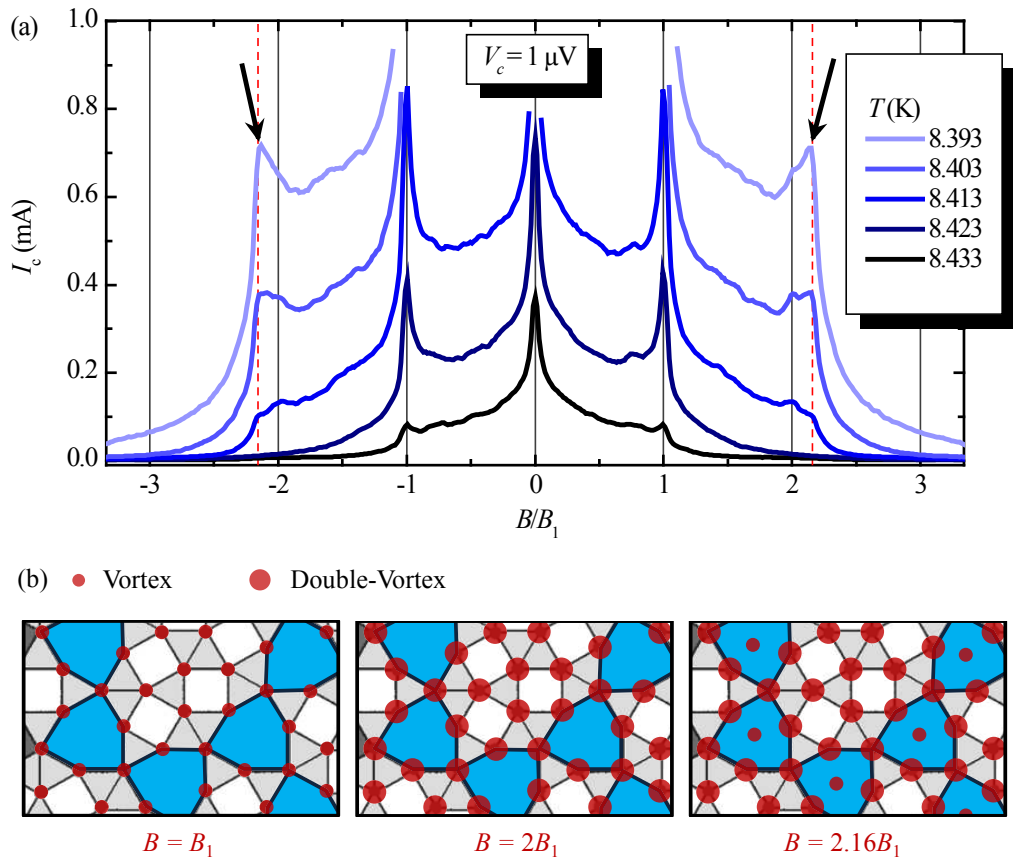 (a)
1.0
0.8
0.6
0.4
0.2
0.0
I_c (mA)
V_c = 1 μV
T (K)
8.393
8.403
8.413
8.423
8.433
-3 -2 -1 0 1 2 3
B/B_1
(b) Vortex Double-Vortex
B = B_1 B = 2B_1 B = 2.16B_1